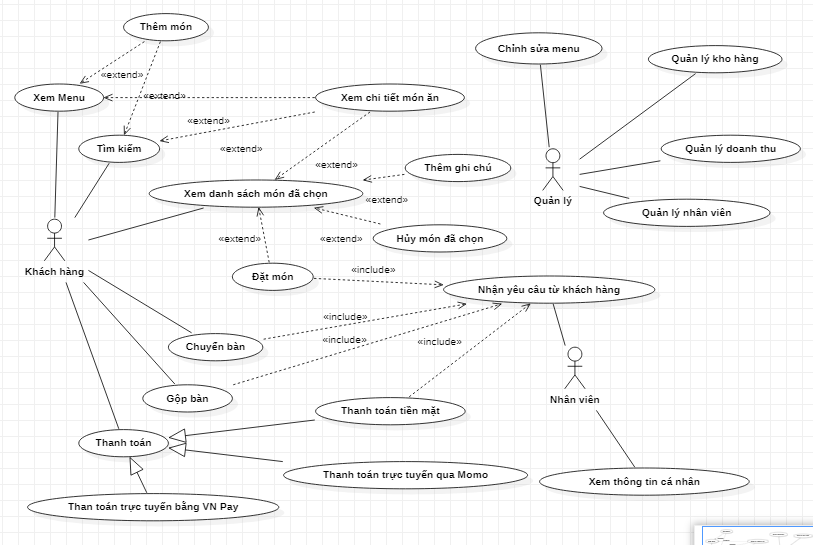 Thêm món
Chỉnh sửa menu
Quản lý kho hàng
«extend»
Xem Menu
«extend»
Xem chi tiết món ăn
«extend»
Tìm kiếm
«extend»
Quản lý doanh thu
«extend»
Thêm ghi chú
Xem danh sách món đã chọn
«extend»
Quản lý
Quản lý nhân viên
«extend»
«extend»
Hủy món đã chọn
Khách hàng
«include»
Đặt món
Nhận yêu cầu từ khách hàng
«include»
«include»
«include»
Chuyển bàn
Gộp bàn
Nhân viên
Thanh toán tiền mặt
Thanh toán
Thanh toán trực tuyến qua Momo
Xem thông tin cá nhân
Than toán trực tuyến bằng VN Pay